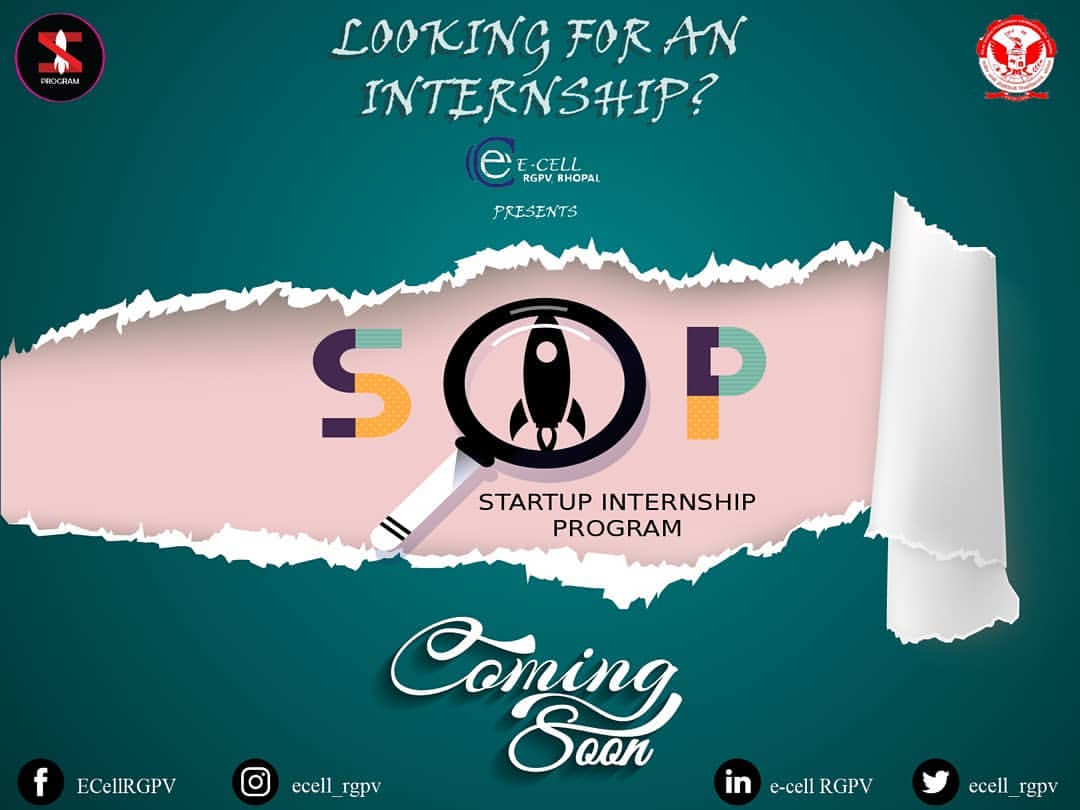 LOOKING FOR AN
INTERNSHIP?
PROGRAM
e E-CELL
RGPV, BHOPAL
PRESENTS
S P
STARTUP INTERNSHIP
PROGRAM
Coming
Soon
ECellRGPV
ecell_rgpv
in e-cell RGPV
ecell_rgpv